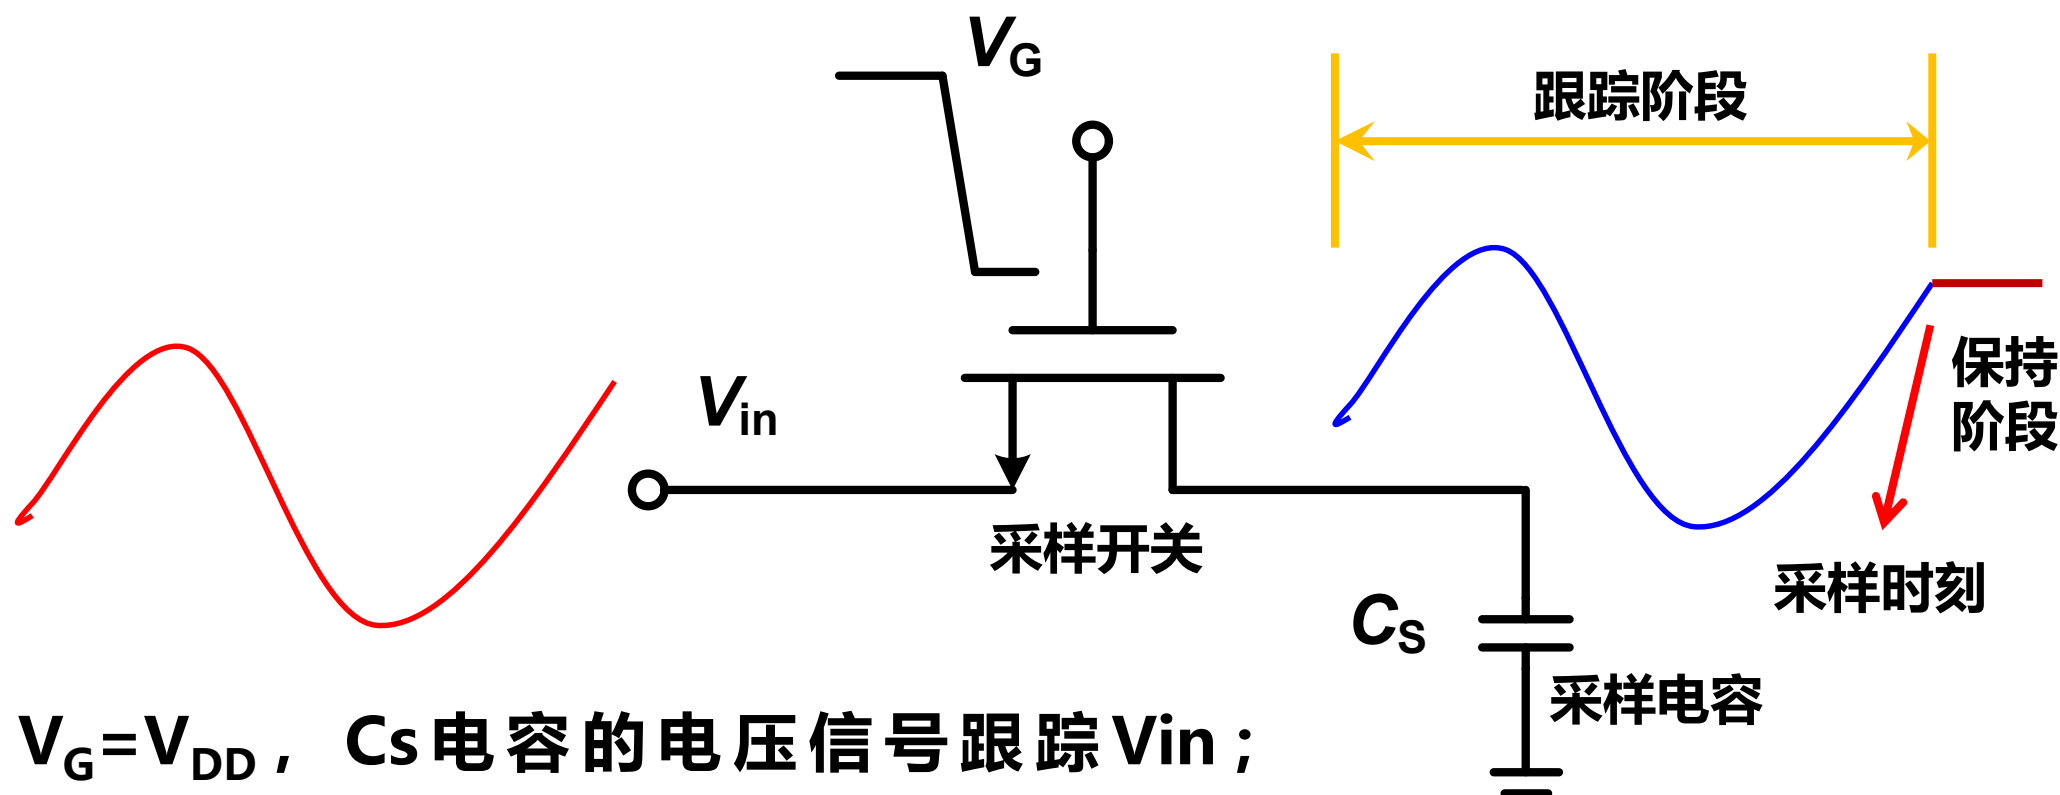 VG
跟踪阶段
Vin
保持
阶段
采样开关
采样时刻
CS
采样电容
VG=VDD， Cs电容的电压信号跟踪Vin；